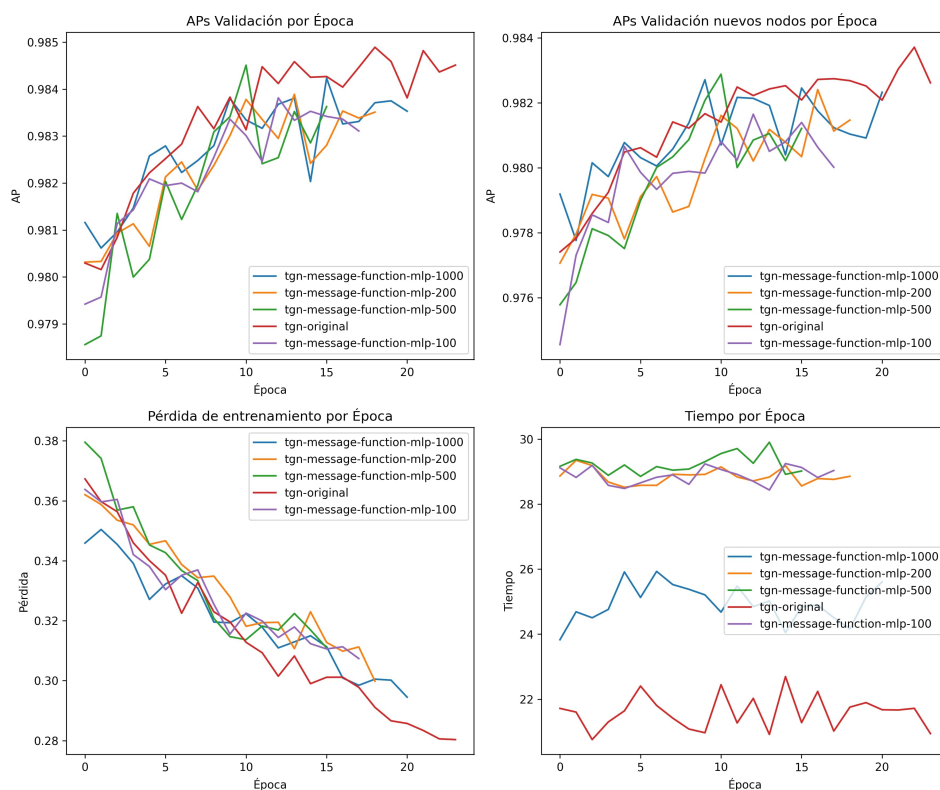 APs Validación por Época
AP
0.985
0.984
0.983
0.982
0.981
0.980
0.979
tgn-message-function-mlp-1000
tgn-message-function-mlp-200
tgn-message-function-mlp-500
tgn-original
tgn-message-function-mlp-100
0 5 10 15 20
Época
APs Validación nuevos nodos por Época
AP
0.984
0.982
0.980
0.978
0.976
tgn-message-function-mlp-1000
tgn-message-function-mlp-200
tgn-message-function-mlp-500
tgn-original
tgn-message-function-mlp-100
0 5 10 15 20
Época
Pérdida de entrenamiento por Época
Pérdida
0.38
0.36
0.34
0.32
0.30
0.28
tgn-message-function-mlp-1000
tgn-message-function-mlp-200
tgn-message-function-mlp-500
tgn-original
tgn-message-function-mlp-100
0 5 10 15 20
Época
Tiempo por Época
Tiempo
30
28
26
24
22
tgn-message-function-mlp-1000
tgn-message-function-mlp-200
tgn-message-function-mlp-500
tgn-original
tgn-message-function-mlp-100
0 5 10 15 20
Época